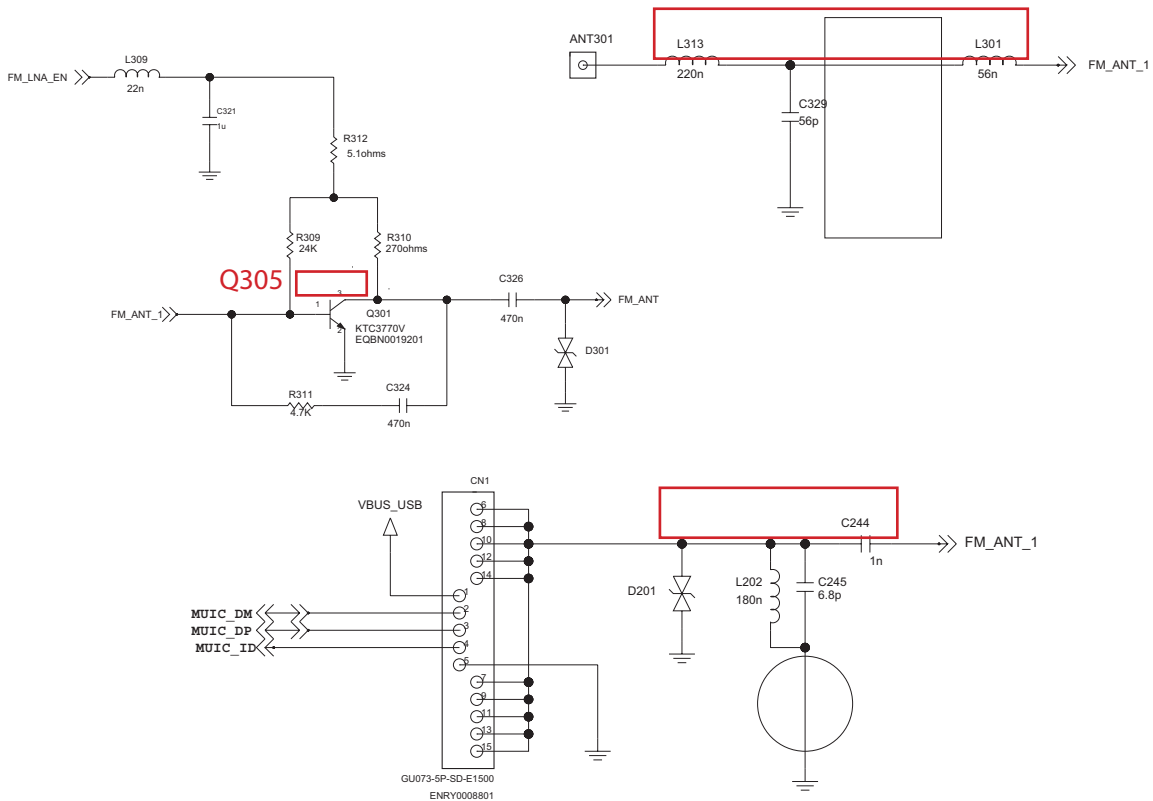 L309
FM_LNA_EN
22n
C321
1u
R312
5.1ohms
R309
24K
R310
270ohms
Q305
3
1
Q301
2
KTC3770V
EQBN0019201
FM_ANT_1
C326
470n
FM_ANT
D301
R311
4.7K
C324
470n
ANT301
L313
220n
L301
56n
FM_ANT_1
C329
56p
CN1
VBUS_USB
6
8
10
12
14
1
2
3
4
5
7
9
11
13
15
MUIC_DM
MUIC_DP
MUIC_ID
GU073-5P-SD-E1500
ENRY0008801
C244
1n
FM_ANT_1
D201
L202
180n
C245
6.8p